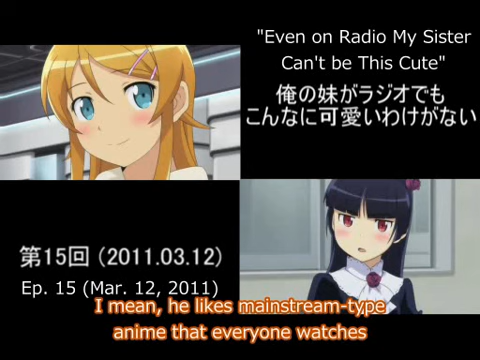 "Even on Radio My Sister
Can't be This Cute"
俺の妹がラジオでも
こんなに可愛いわけがない
第15回 (2011.03.12)
Ep. 15 (Mar. 12, 2011)
I mean, he likes mainstream-type
anime that everyone watches